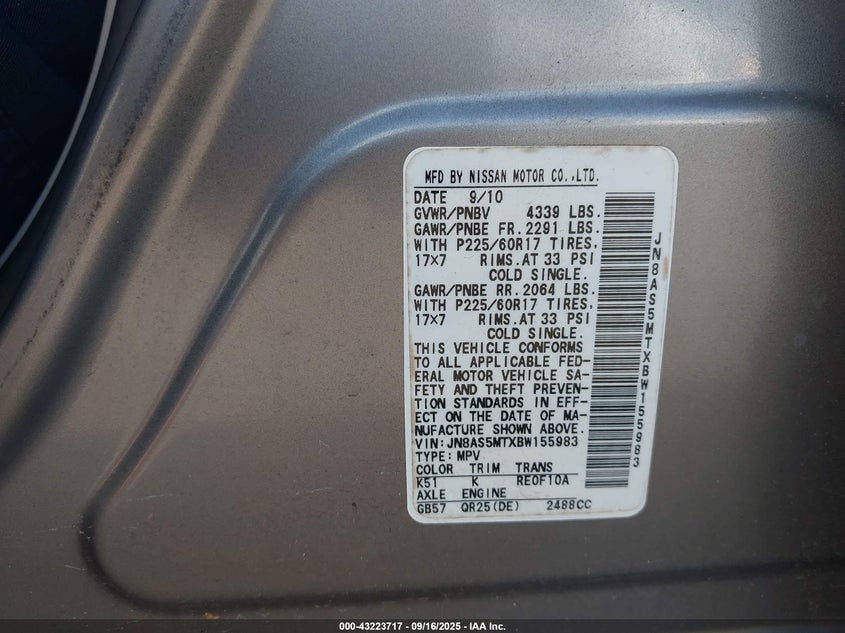 MFD BY NISSAN MOTOR CO.,LTD.
DATE 9/10
GVWR/PNBV 4339 LBS.
GAWR/PNBE FR.2291 LBS.
WITH P225/60R17 TIRES,
17×7 RIMS.AT 33 PSI
COLD SINGLE.
GAWR/PNBE RR.2064 LBS.
WITH P225/60R17 TIRES,
17×7 RIMS.AT 33 PSI
COLD SINGLE.
THIS VEHICLE CONFORMS
TO ALL APPLICABLE FED-
ERAL MOTOR VEHICLE SA-
FETY AND THEFT PREVEN-
TION STANDARDS IN EFF-
ECT ON THE DATE OF MA-
NUFACTURE SHOWN ABOVE.
VIN:JN8AS5MTXBW155983
TYPE: MPV
COLOR TRIM TRANS
K51 K RE0F10A
AXLE ENGINE
GB57 QR25(DE) 2488CC
JN8AS5MTXBW155983
000-43223717 | 09/16/2025 | IAA Inc.